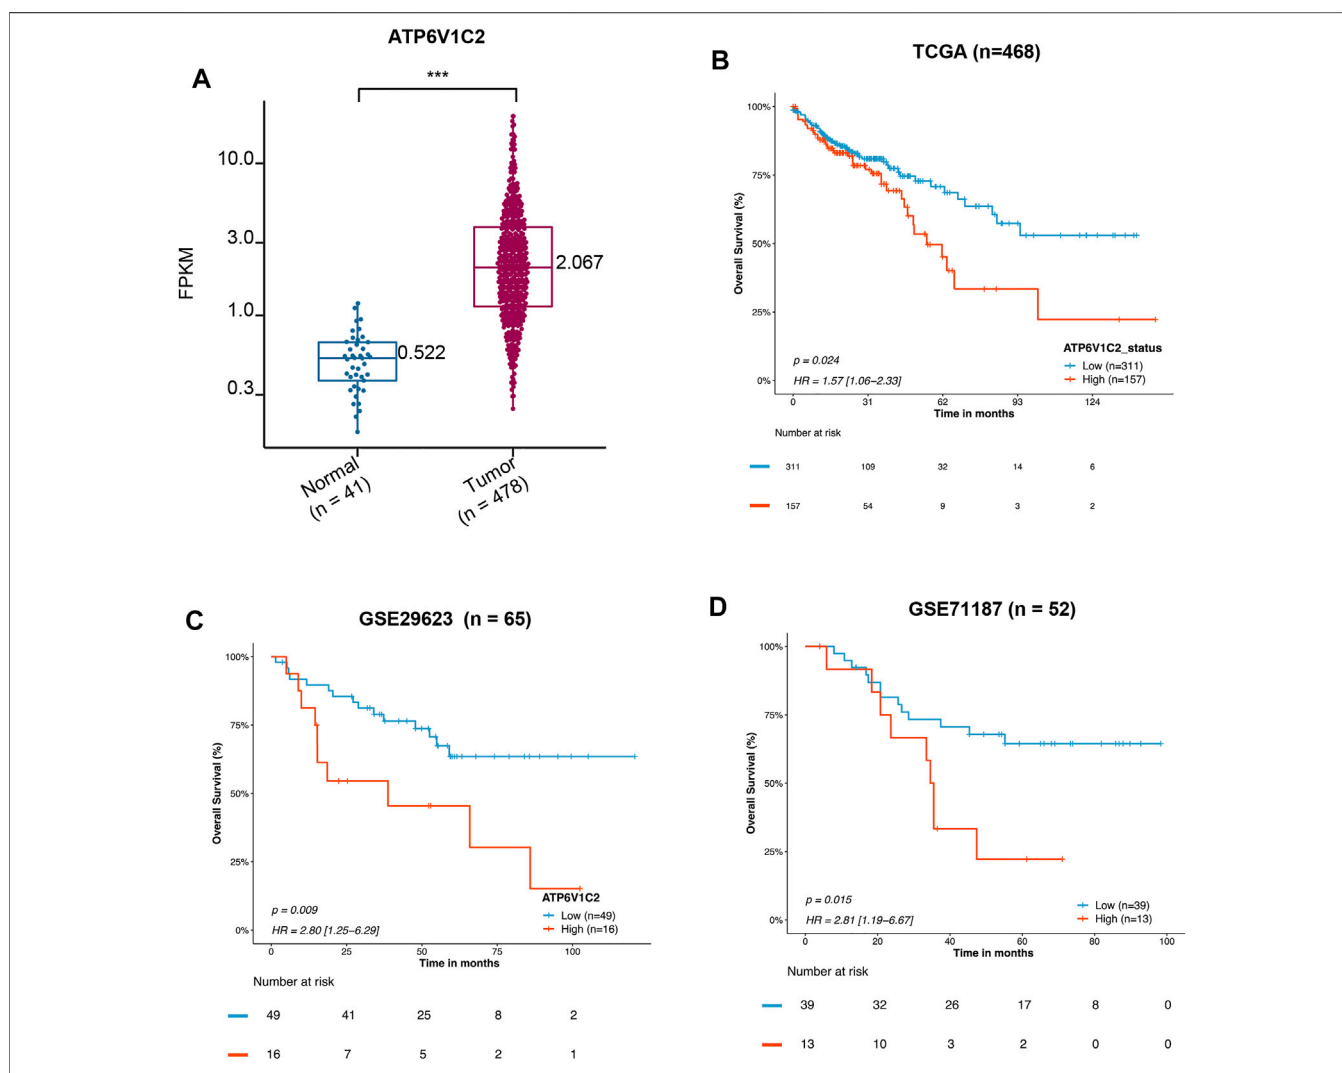 ATP6V1C2
A
***
FPKM
10.0
3.0
1.0
0.3
0.522
2.067
Normal
(n = 41)
Tumor
(n = 478)
B
TCGA (n=468)
Overall Survival (%)
100%
75%
50%
25%
0%
p = 0.024
HR = 1.57 [1.06–2.33]
ATP6V1C2_status
Low (n=311)
High (n=157)
0 31 62 93 124
Time in months
Number at risk
311 109 32 14 6
157 54 9 3 2
C
GSE29623 (n = 65)
Overall Survival (%)
100%
75%
50%
25%
0%
p = 0.009
HR = 2.80 [1.25–6.29]
ATP6V1C2
Low (n=49)
High (n=16)
0 25 50 75 100
Time in months
Number at risk
49 41 25 8 2
16 7 5 2 1
D
GSE71187 (n = 52)
Overall Survival (%)
100%
75%
50%
25%
0%
p = 0.015
HR = 2.81 [1.19–6.67]
Low (n=39)
High (n=13)
0 20 40 60 80 100
Time in months
Number at risk
39 32 26 17 8 0
13 10 3 2 0 0